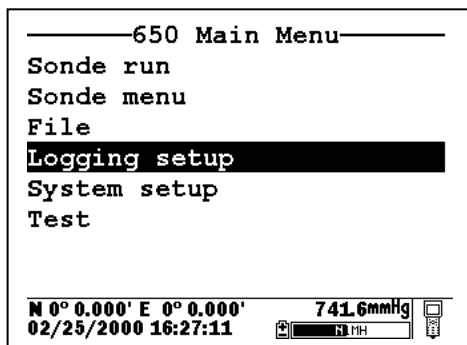 650 Main Menu
Sonde run
Sonde menu
File
Logging setup
System setup
Test
N 0° 0.000' E 0° 0.000' 741.6mmHg
02/25/2000 16:27:11 N MH